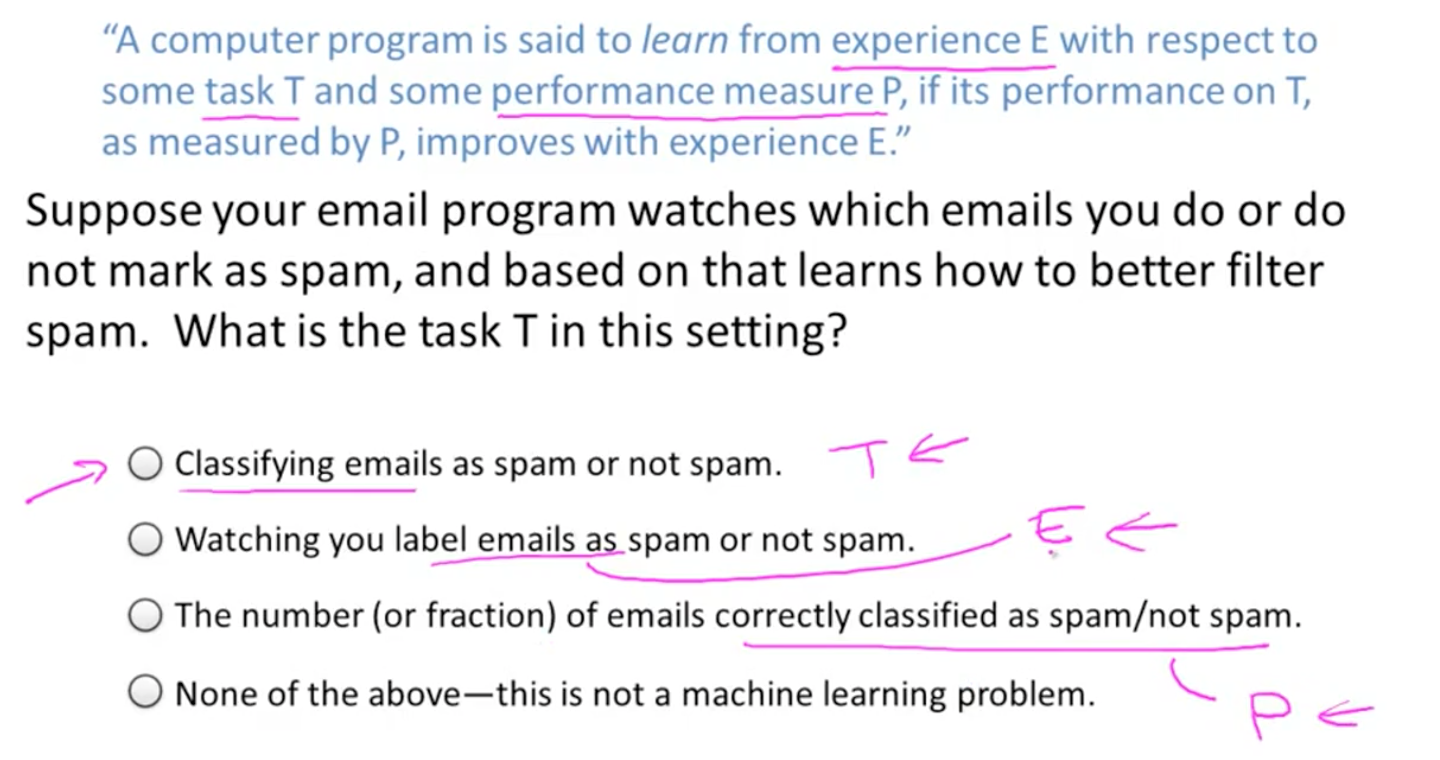 “A computer program is said to learn from experience E with respect to
some task T and some performance measure P, if its performance on T,
as measured by P, improves with experience E.”
Suppose your email program watches which emails you do or do
not mark as spam, and based on that learns how to better filter
spam. What is the task T in this setting?
Classifying emails as spam or not spam. T ←
Watching you label emails as spam or not spam. E ←
The number (or fraction) of emails correctly classified as spam/not spam.
None of the above—this is not a machine learning problem. P ←